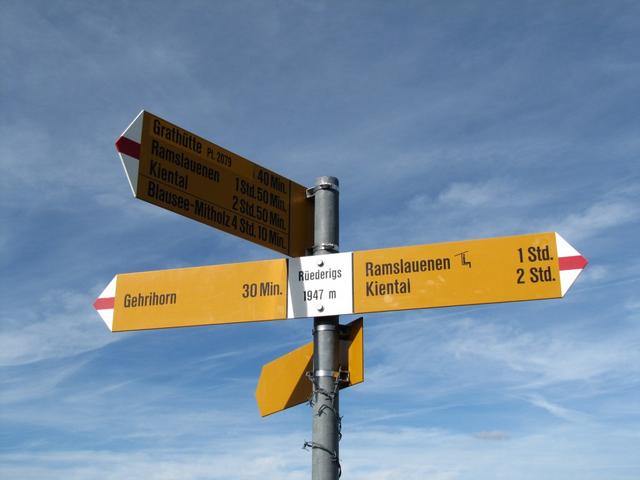 Grathütte Pt. 2079 40 Min.
Ramslauenen 1 Std. 50 Min.
Kiental 2 Std. 50 Min.
Blausee-Mitholz 4 Std. 10 Min.
Gehrihorn 30 Min.
Rüederigs
1947 m
Ramslauenen 1 Std.
Kiental 2 Std.